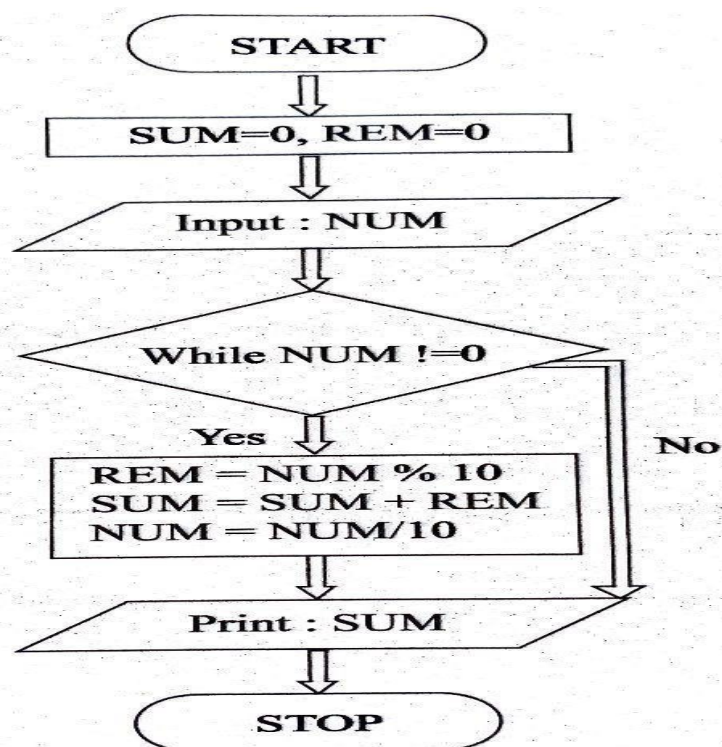 START
SUM=0, REM=0
Input : NUM
While NUM !=0
Yes
No
REM = NUM % 10
SUM = SUM + REM
NUM = NUM/10
Print : SUM
STOP